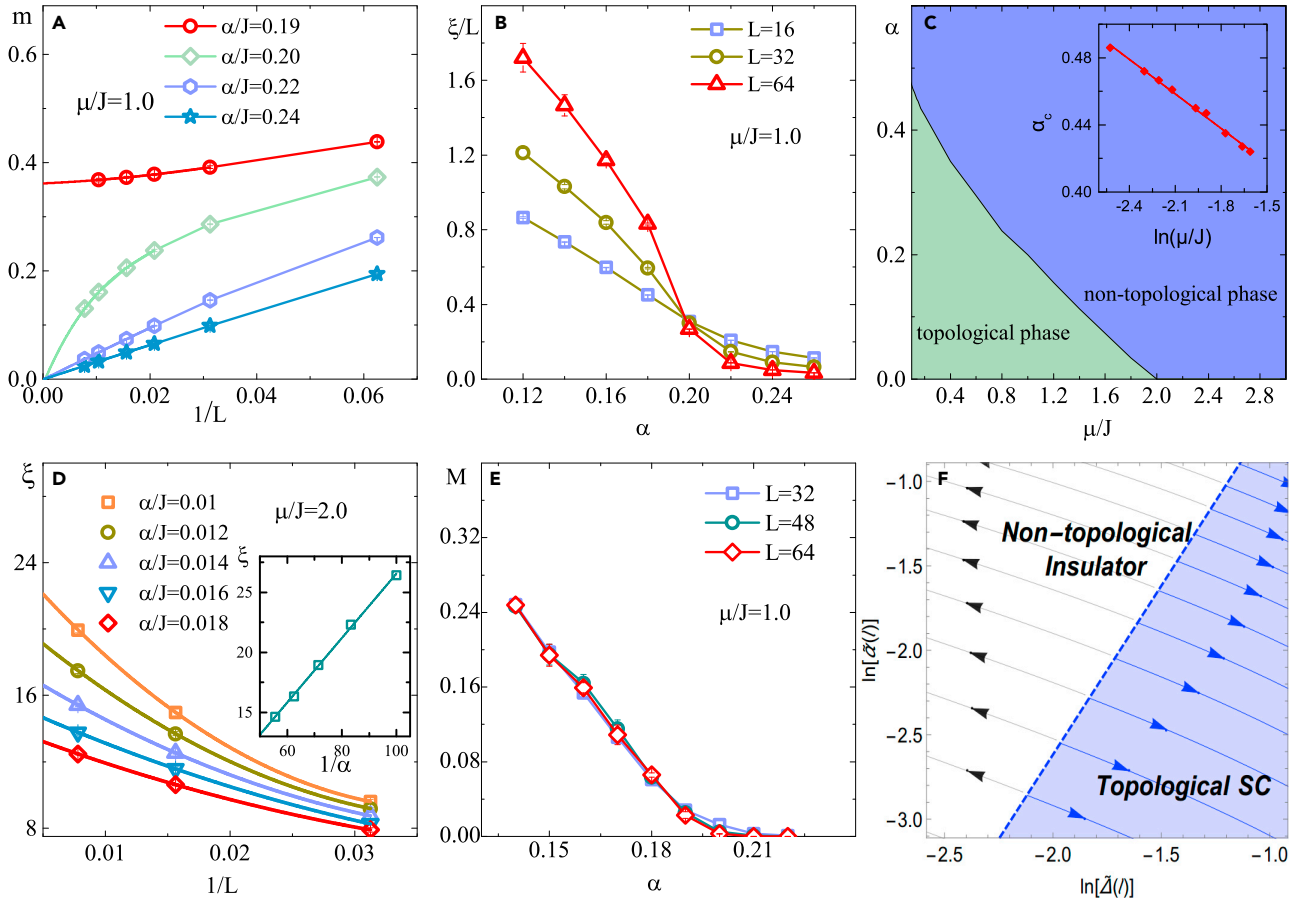 m
A
0.6
0.4
0.2
0.0
α/J=0.19
α/J=0.20
α/J=0.22
α/J=0.24
μ/J=1.0
0.00
0.02
0.04
0.06
1/L
ξ/L
B
1.6
1.2
0.8
0.4
0.0
L=16
L=32
L=64
μ/J=1.0
0.12
0.16
0.20
0.24
α
C
α
0.4
0.2
0.0
0.48
0.44
0.40
α_c
-2.4
-2.1
-1.8
-1.5
ln(μ/J)
non-topological phase
topological phase
0.4
0.8
1.2
1.6
2.0
2.4
2.8
μ/J
ξ
D
24
16
8
α/J=0.01
α/J=0.012
α/J=0.014
α/J=0.016
α/J=0.018
μ/J=2.0
ξ
25
20
15
60
80
100
1/α
0.01
0.02
0.03
1/L
M
E
0.32
0.24
0.16
0.08
0.00
L=32
L=48
L=64
μ/J=1.0
0.15
0.18
0.21
α
F
−1.0
−1.5
−2.0
−2.5
−3.0
ln[α̃(l)]
Non−topological
Insulator
Topological SC
−2.5
−2.0
−1.5
−1.0
ln[Δ̃(l)]